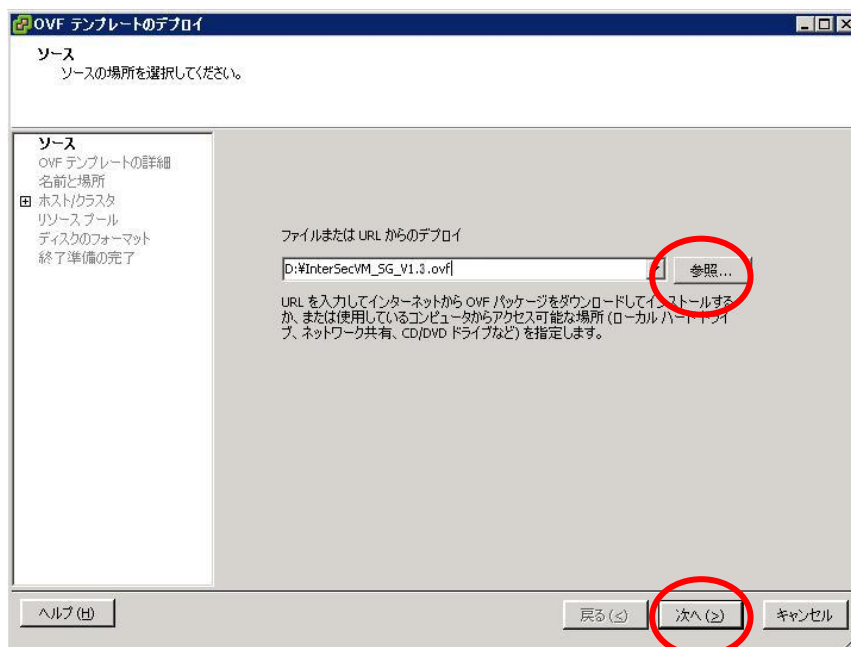 OVF テンプレートのデプロイ
ソース
ソースの場所を選択してください。
ソース
OVF テンプレートの詳細
名前と場所
ホスト/クラスタ
リソース プール
ディスクのフォーマット
終了準備の完了
ファイルまたは URL からのデプロイ
D:¥InterSecVM_SG_V1.3.ovf
参照...
URL を入力してインターネットから OVF パッケージをダウンロードしてインストールする
か、または使用しているコンピュータからアクセス可能な場所 (ローカル ハード ドライ
ブ、ネットワーク共有、CD/DVD ドライブなど) を指定します。
ヘルプ (H)
戻る (≤)
次へ (≥)
キャンセル